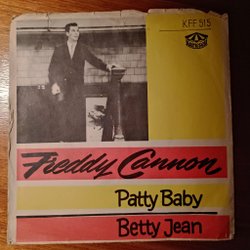 KFF 515
Freddy Cannon
Patty Baby
Betty Jean